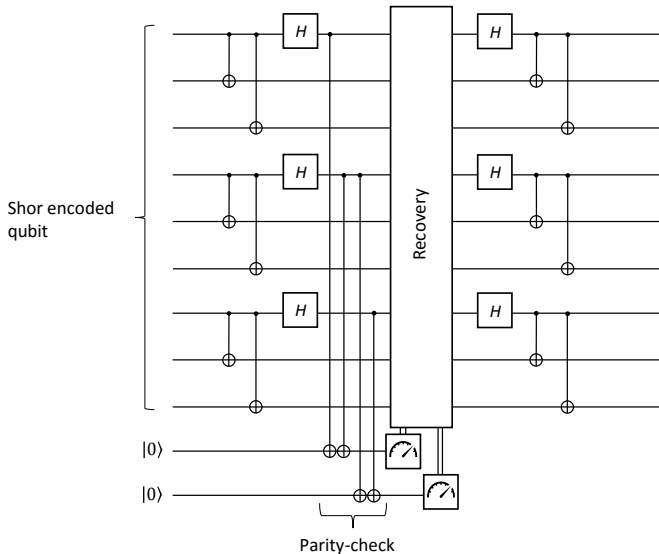 H
H
Shor encoded
qubit
H
H
Recovery
H
H
|0⟩
|0⟩
Parity-check